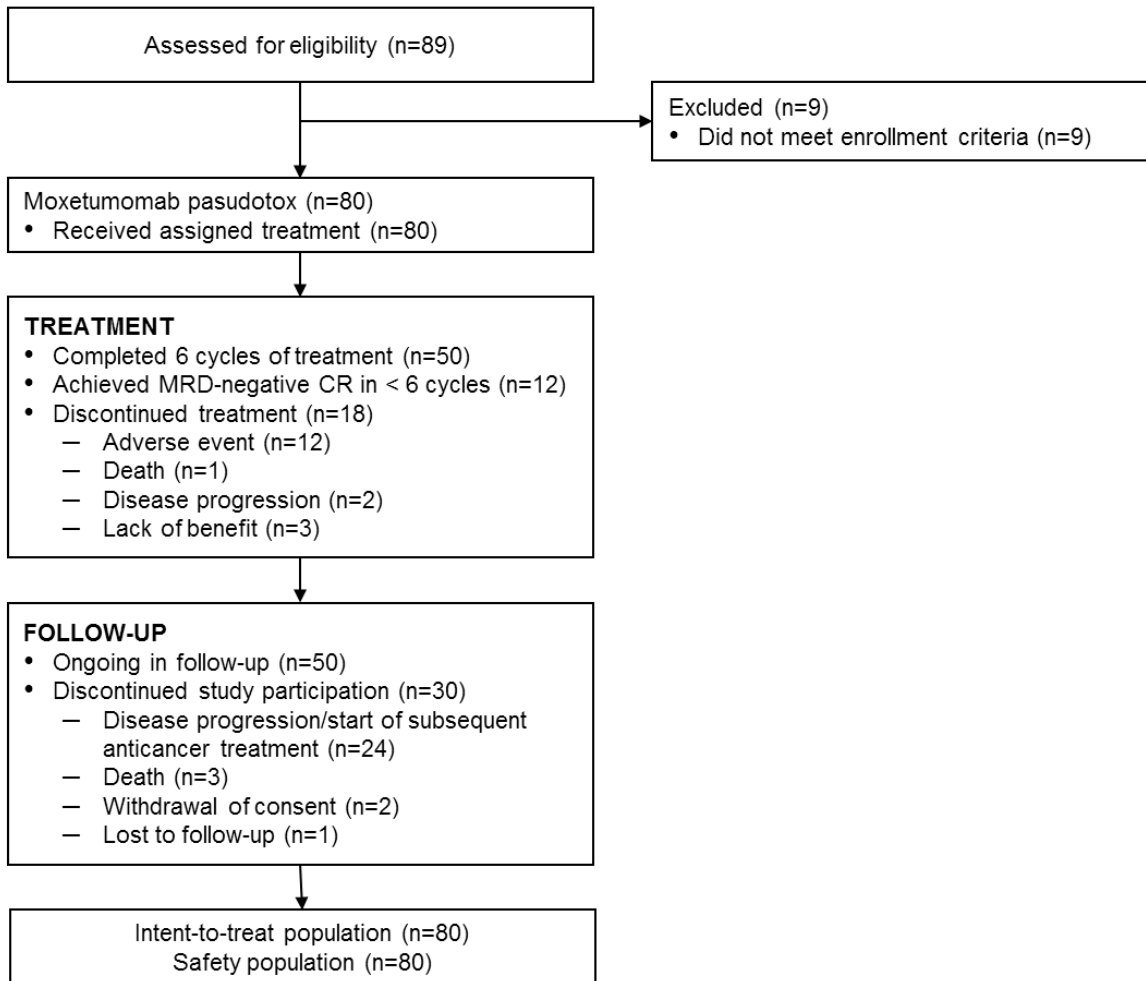 Assessed for eligibility (n=89)
Excluded (n=9)
• Did not meet enrollment criteria (n=9)
Moxetumomab pasudotox (n=80)
• Received assigned treatment (n=80)
TREATMENT
• Completed 6 cycles of treatment (n=50)
• Achieved MRD-negative CR in < 6 cycles (n=12)
• Discontinued treatment (n=18)
— Adverse event (n=12)
— Death (n=1)
— Disease progression (n=2)
— Lack of benefit (n=3)
FOLLOW-UP
• Ongoing in follow-up (n=50)
• Discontinued study participation (n=30)
— Disease progression/start of subsequent
anticancer treatment (n=24)
— Death (n=3)
— Withdrawal of consent (n=2)
— Lost to follow-up (n=1)
Intent-to-treat population (n=80)
Safety population (n=80)